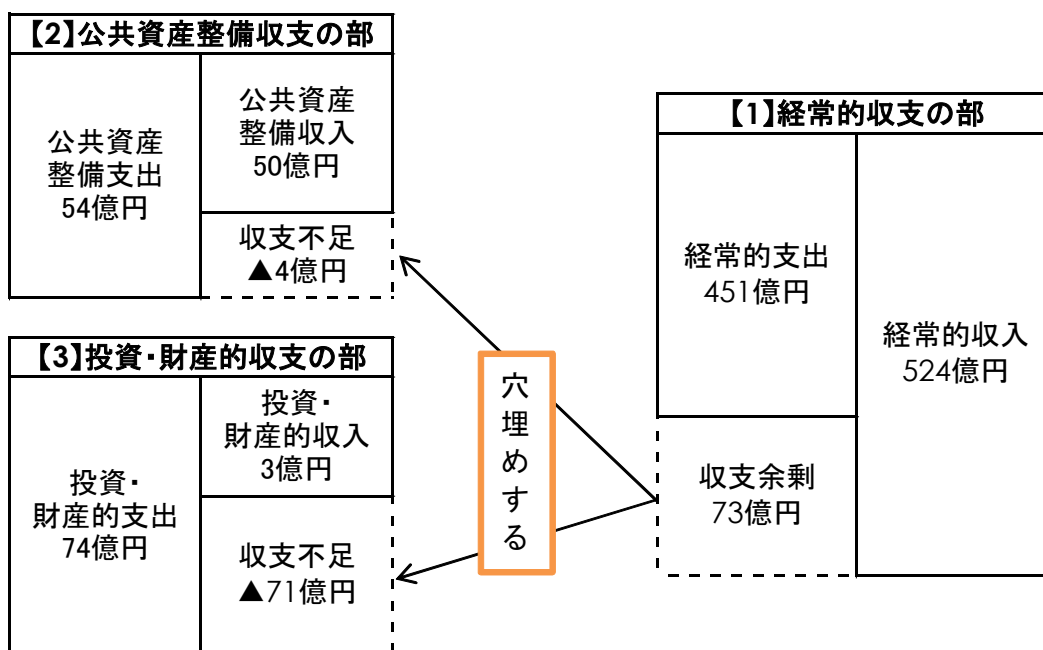 【2】公共資産整備収支の部
公共資産
整備支出
54億円
公共資産
整備収入
50億円
収支不足
▲4億円
【3】投資・財産的収支の部
投資・
財産的支出
74億円
投資・
財産的収入
3億円
収支不足
▲71億円
穴埋めする
【1】経常的収支の部
経常的支出
451億円
収支余剰
73億円
経常的収入
524億円